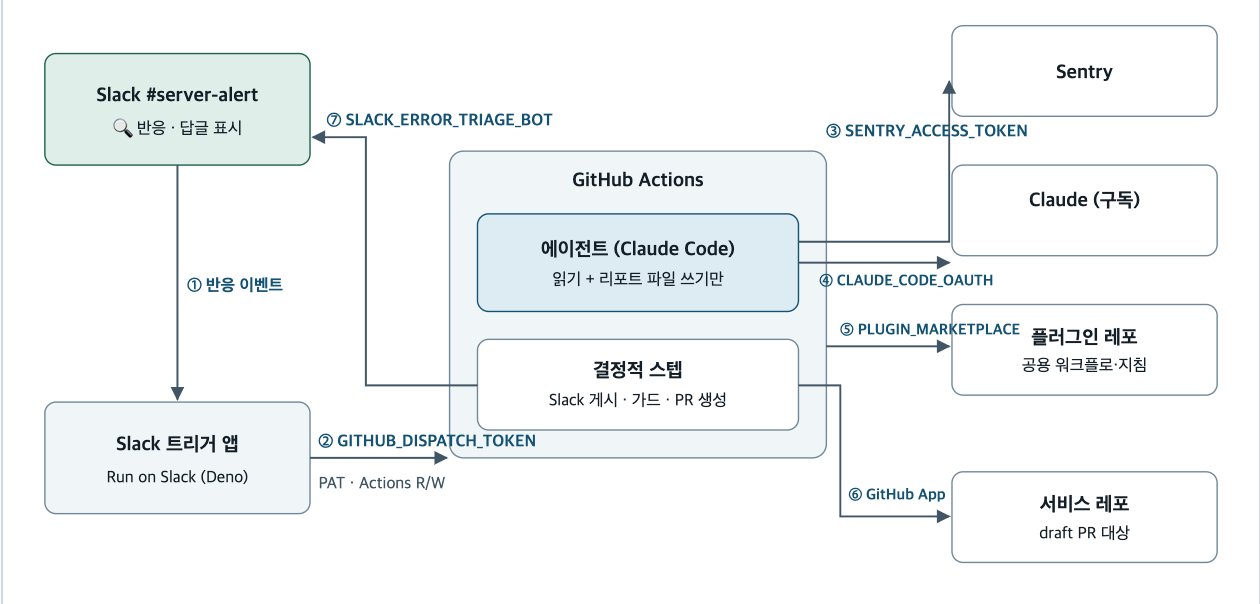 Slack #server-alert
🔍 반응 · 답글 표시
⑦ SLACK_ERROR_TRIAGE_BOT
Sentry
③ SENTRY_ACCESS_TOKEN
GitHub Actions
Claude (구독)
에이전트 (Claude Code)
읽기 + 리포트 파일 쓰기만
① 반응 이벤트
④ CLAUDE_CODE_OAUTH
⑤ PLUGIN_MARKETPLACE
플러그인 레포
공용 워크플로·지침
결정적 스텝
Slack 게시 · 가드 · PR 생성
Slack 트리거 앱
Run on Slack (Deno)
② GITHUB_DISPATCH_TOKEN
PAT · Actions R/W
⑥ GitHub App
서비스 레포
draft PR 대상